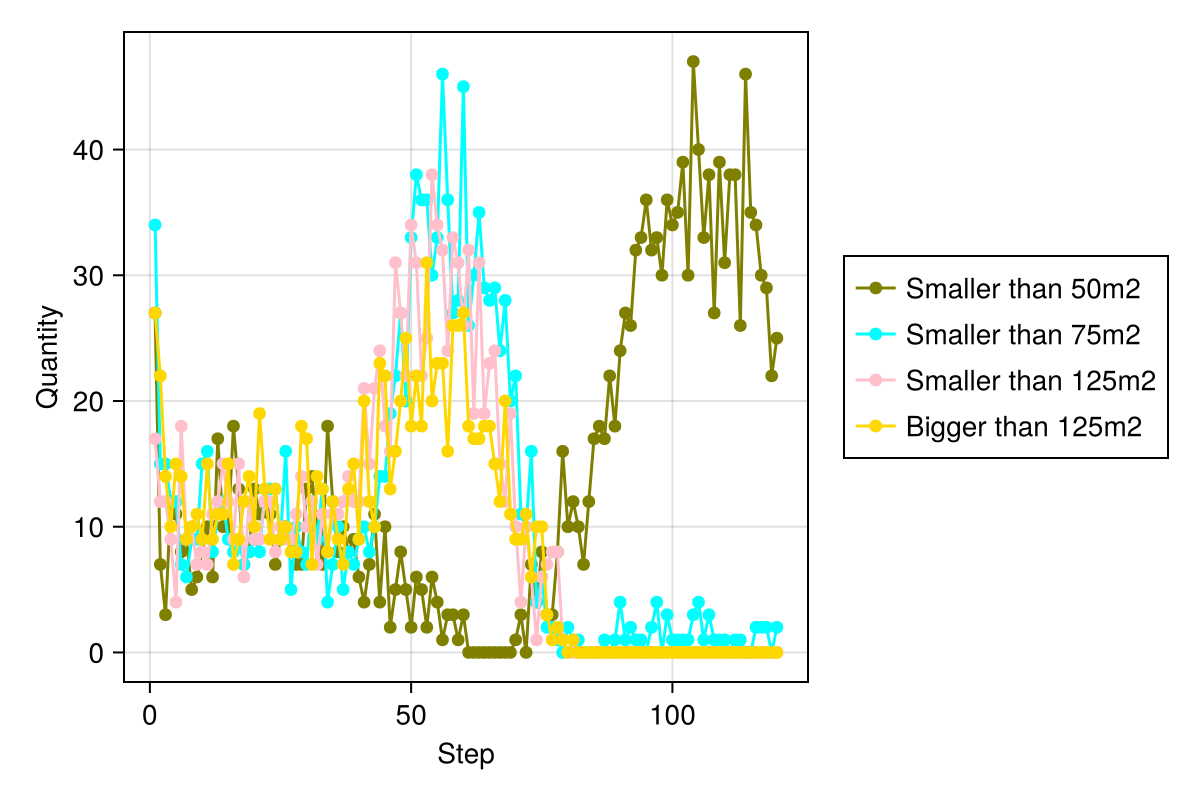 40
30
20
10
0
Quantity
0 50 100
Step
Smaller than 50m2
Smaller than 75m2
Smaller than 125m2
Bigger than 125m2